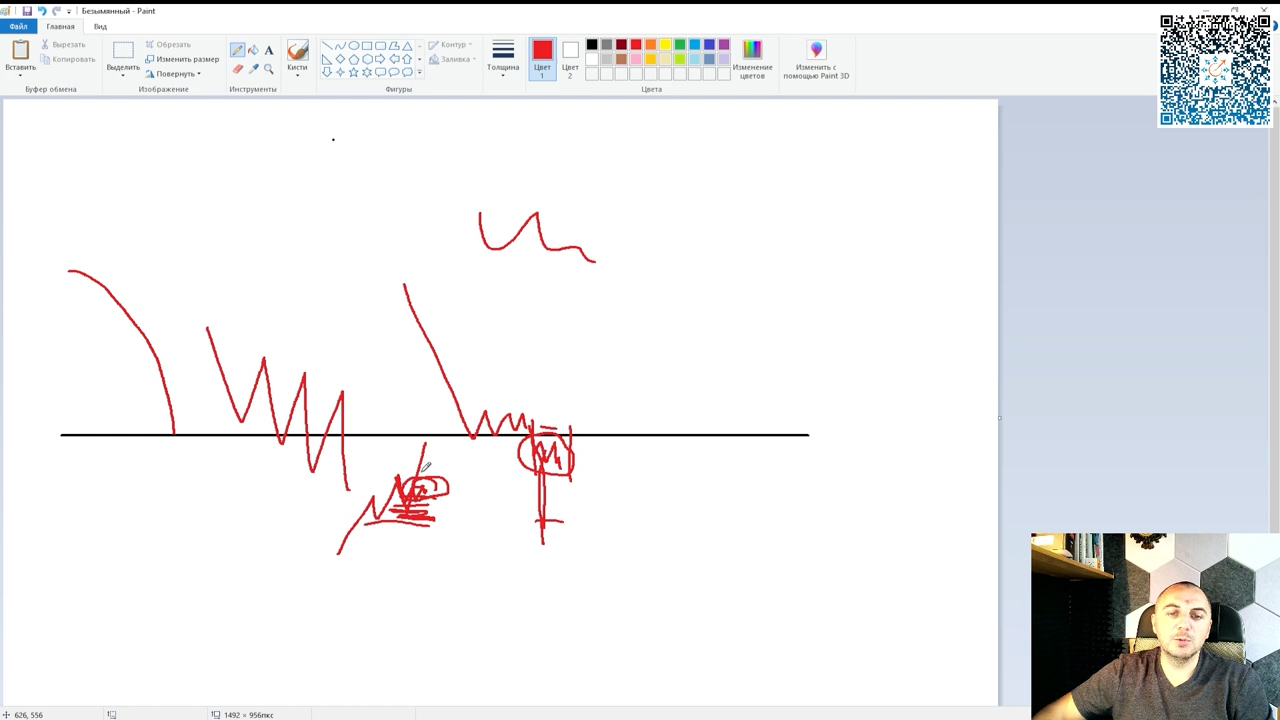 Безымянный - Paint
Файл
Главная
Вид
Вставить
Вырезать
Копировать
Буфер обмена
Выделить
Обрезать
Изменить размер
Повернуть
Изображение
A
Инструменты
Кисти
Контур
Заливка
Фигуры
Толщина
Цвет 1
Цвет 2
Изменение цветов
Цвета
Изменить с помощью Paint 3D
626, 556
1492 × 956пкс